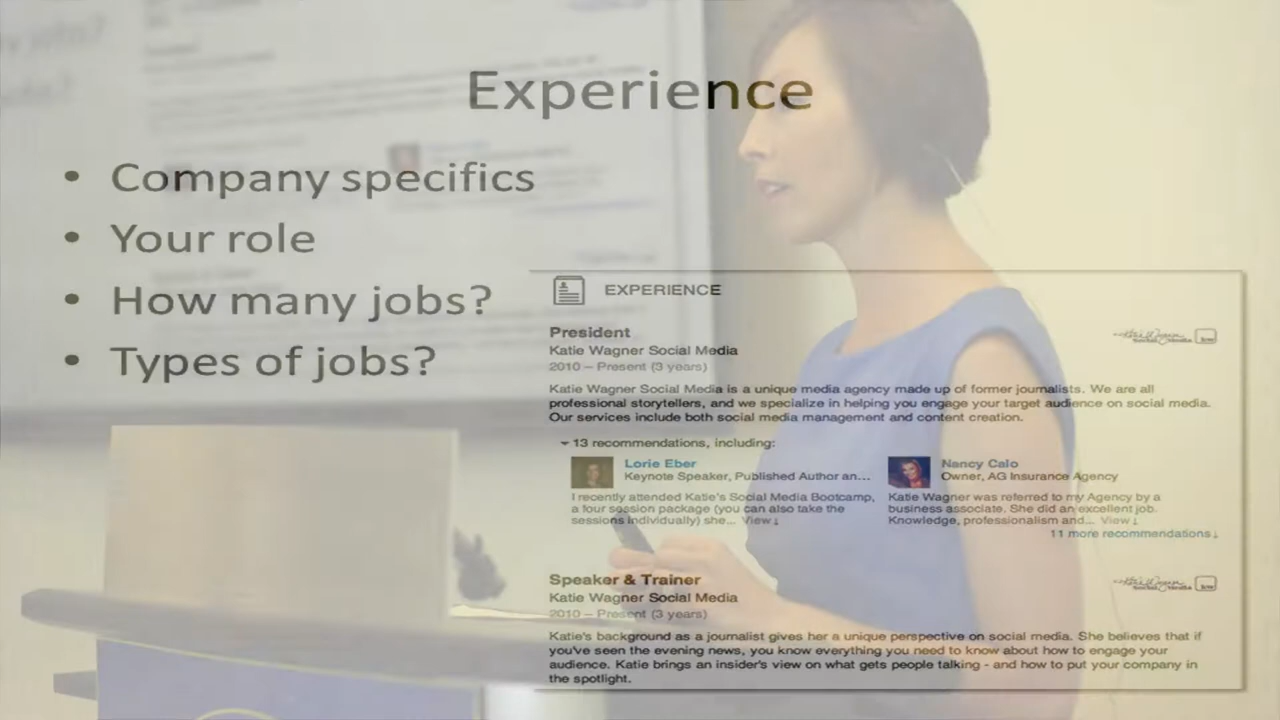 Experience
• Company specifics
• Your role
• How many jobs?
• Types of jobs?
EXPERIENCE
President
Katie Wagner Social Media
2010 – Present (3 years)
Katie Wagner Social Media is a unique media agency made up of former journalists. We are all
professional storytellers, and we specialize in helping you engage your target audience on social media.
Our services include both social media management and content creation.
13 recommendations, including:
Lorie Eber
Keynote Speaker, Published Author an...
I recently attended Katie's Social Media Bootcamp,
a four session package (you can also take the
sessions individually) she... View↓
Nancy Calo
Owner, AG Insurance Agency
Katie Wagner was referred to my Agency by a
business associate. She did an excellent job.
Knowledge, professionalism and... View↓
11 more recommendations↓
Speaker & Trainer
Katie Wagner Social Media
2010 – Present (3 years)
Katie's background as a journalist gives her a unique perspective on social media. She believes that if
you've seen the evening news, you know everything you need to know about how to engage your
audience. Katie brings an insider's view on what gets people talking - and how to put your company in
the spotlight.